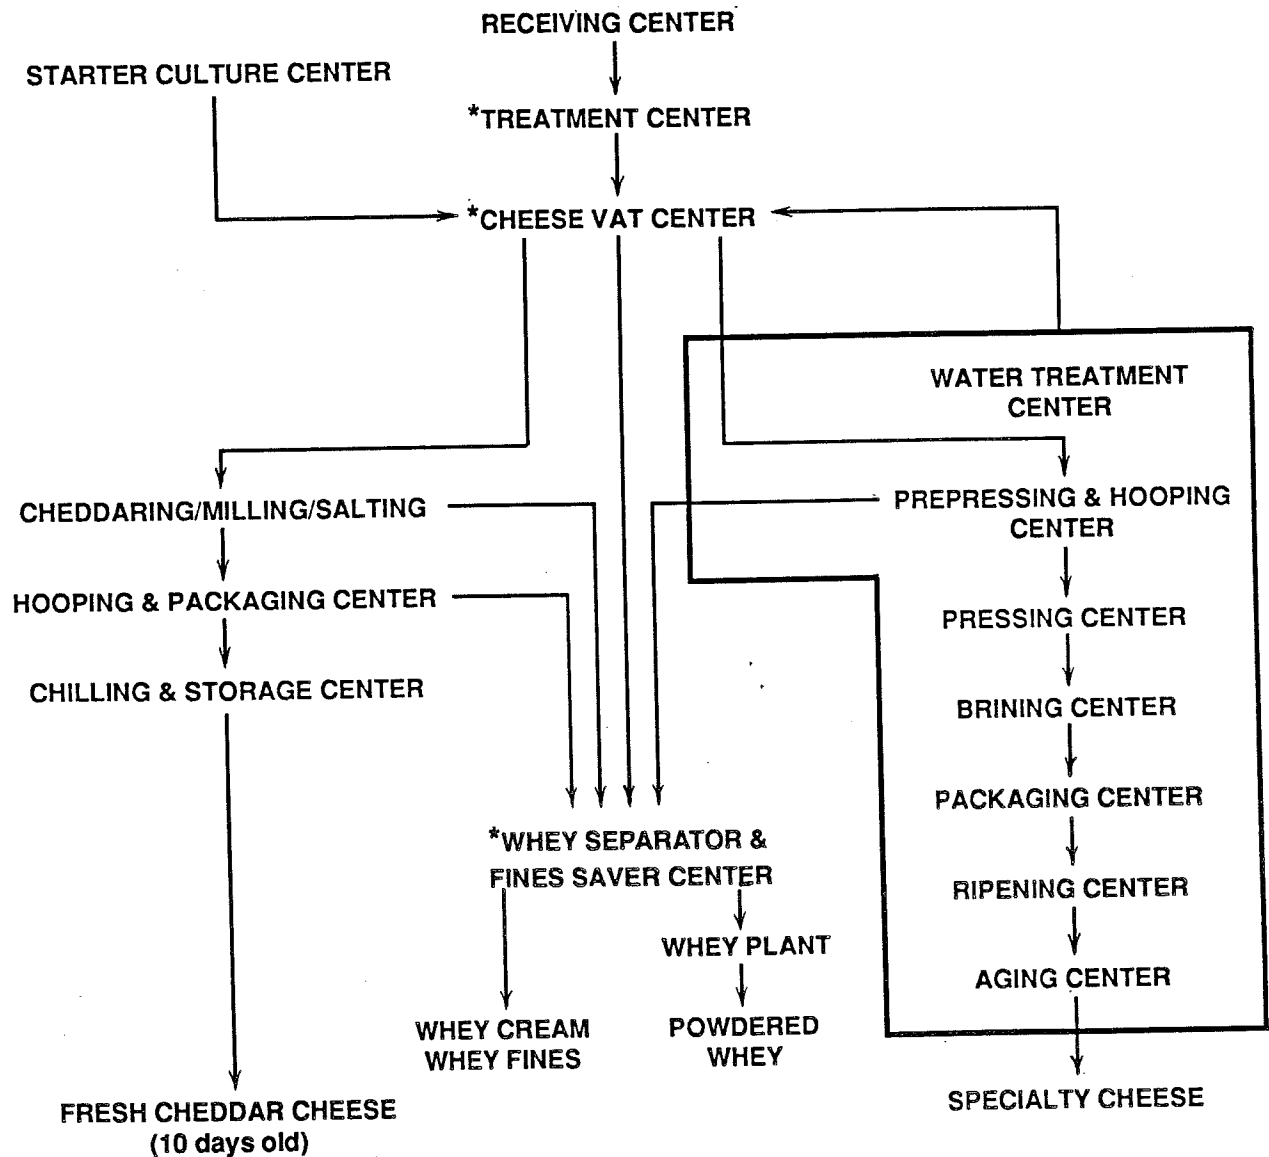 RECEIVING CENTER
STARTER CULTURE CENTER
*TREATMENT CENTER
*CHEESE VAT CENTER
WATER TREATMENT
CENTER
CHEDDARING/MILLING/SALTING
PREPRESSING & HOOPING
CENTER
HOOPING & PACKAGING CENTER
PRESSING CENTER
CHILLING & STORAGE CENTER
BRINING CENTER
PACKAGING CENTER
*WHEY SEPARATOR &
FINES SAVER CENTER
RIPENING CENTER
WHEY PLANT
AGING CENTER
WHEY CREAM
WHEY FINES
POWDERED
WHEY
SPECIALTY CHEESE
FRESH CHEDDAR CHEESE
(10 days old)